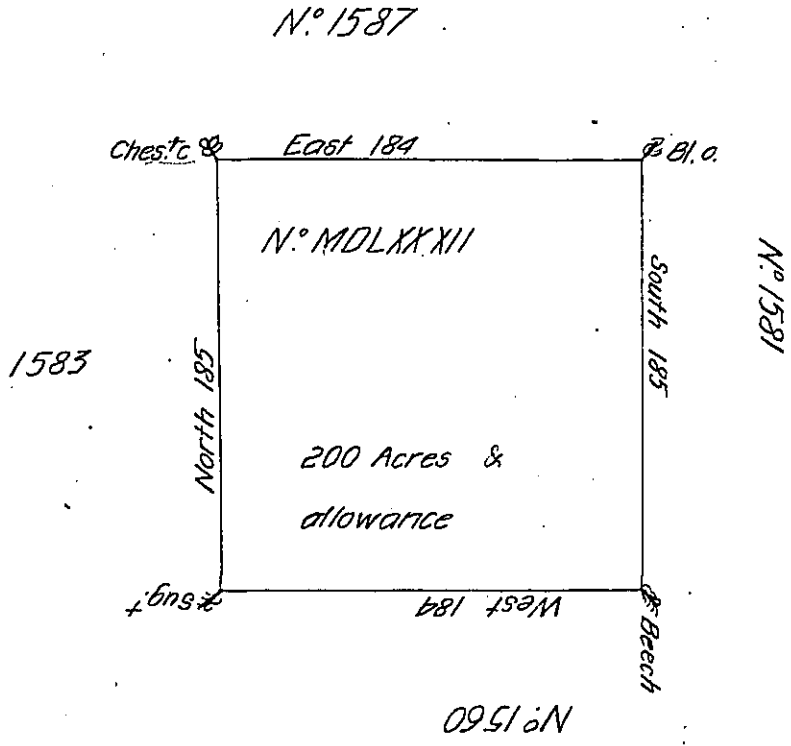 N.º 1587
Ches.t c
East 184
Bl. o.
N.º MDLXXXII
South 185
N.º 1581
1583
North 185
200 Acres &
allowance
Sug.t
West 184
Beech
N.º 1560